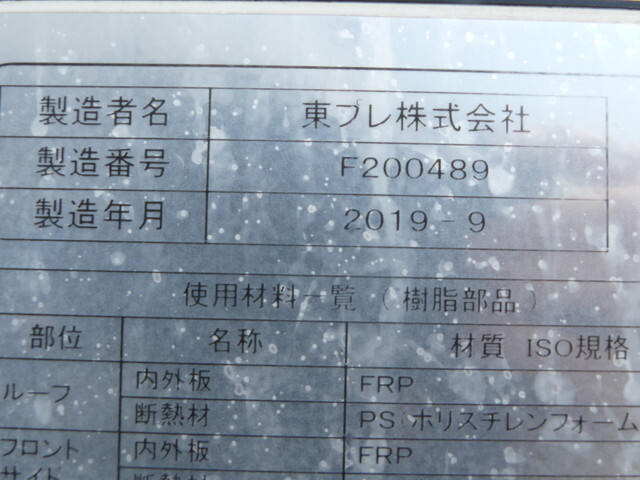 製造者名 東プレ株式会社
製造番号 F200489
製造年月 2019-9
使用材料一覧(樹脂部品)
部位 名称 材質 ISO規格
ルーフ 内外板 FRP
断熱材 PS:ポリスチレンフォーム
フロント 内外板 FRP
サイド